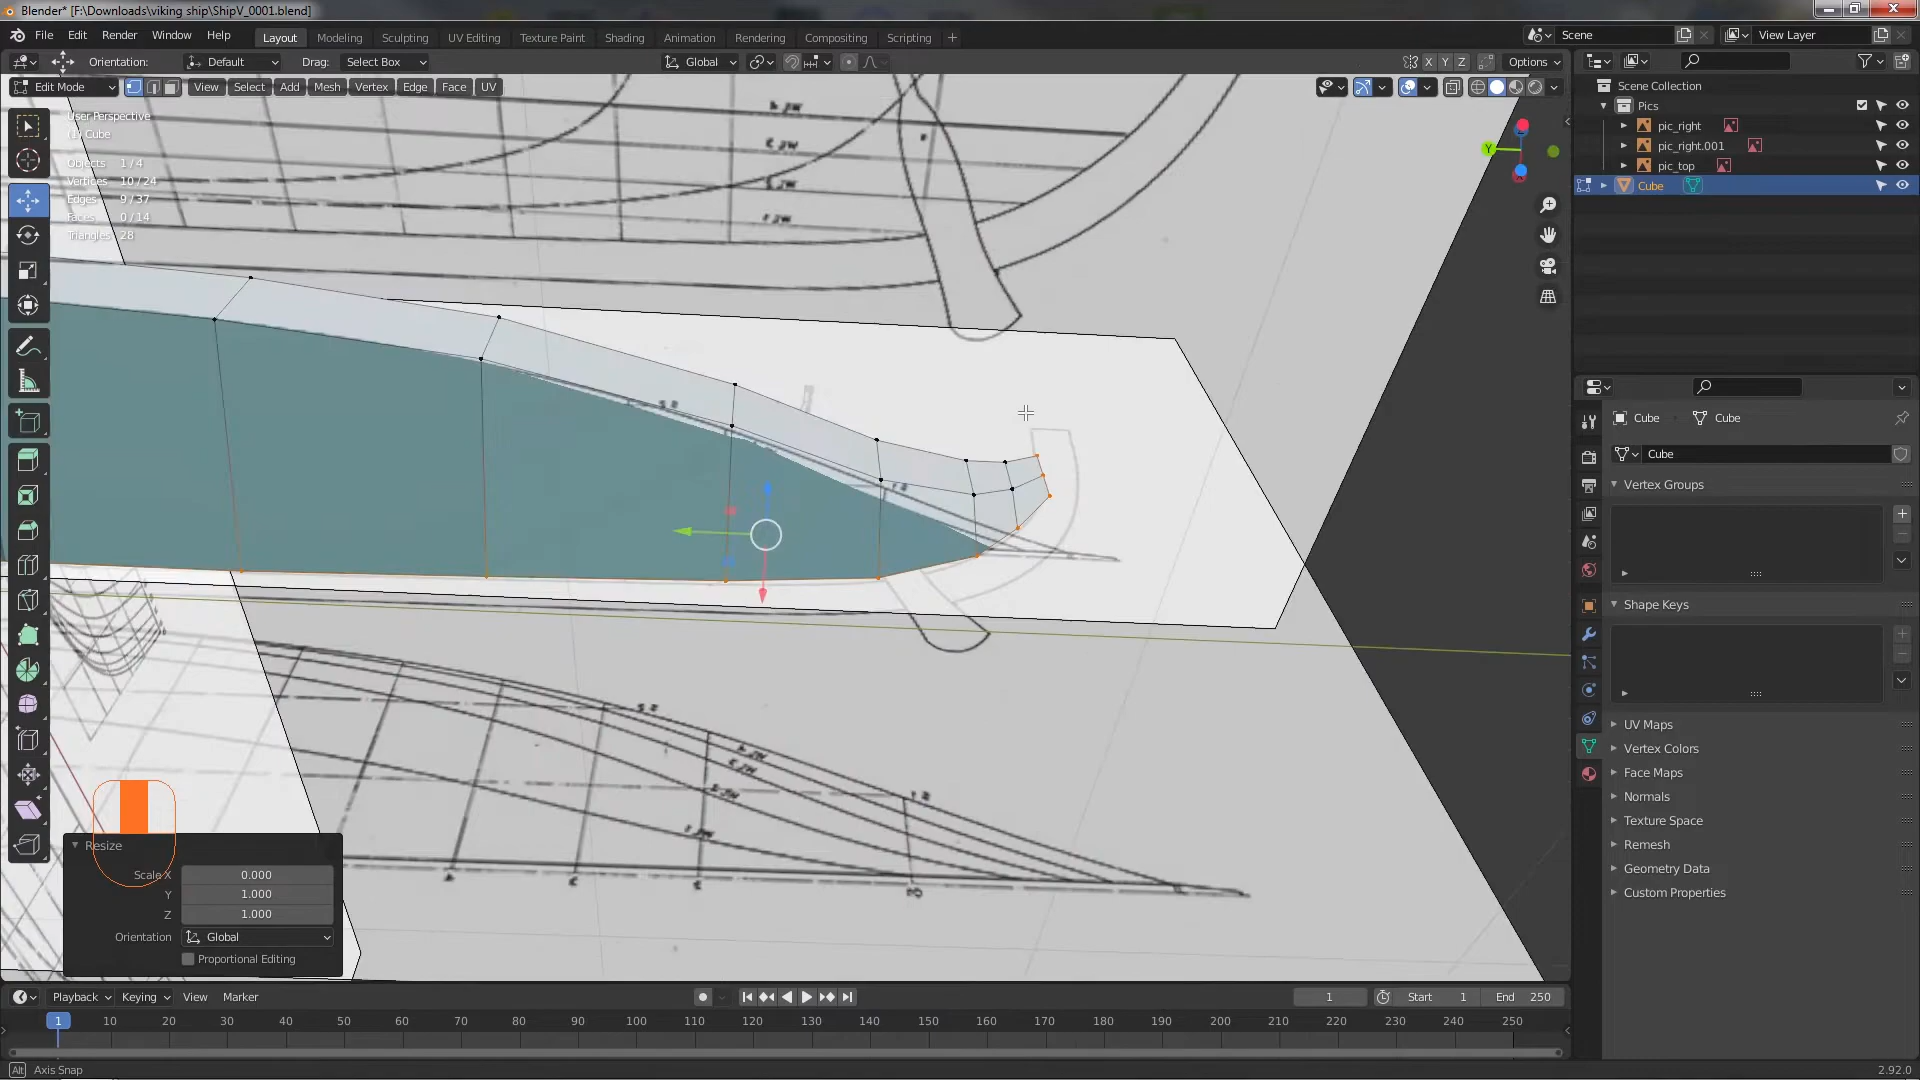 Blender* [F:\Downloads\viking ship\ShipV_0001.blend]
File Edit Render Window Help Layout Modeling Sculpting UV Editing Texture Paint Shading Animation Rendering Compositing Scripting + Scene View Layer
Orientation: Default Drag: Select Box Global X Y Z Options
Edit Mode View Select Add Mesh Vertex Edge Face UV
User Perspective
(1) Cube
Objects 1/4
Vertices 10/24
Edges 9/37
Faces 0/14
Triangles 28
Y
Scene Collection
Pics
pic_right
pic_right.001
pic_top
Cube
Cube Cube
Cube
Vertex Groups
Shape Keys
UV Maps
Vertex Colors
Face Maps
Normals
Texture Space
Remesh
Geometry Data
Custom Properties
Resize
Scale X 0.000
Y 1.000
Z 1.000
Orientation Global
Proportional Editing
Playback Keying View Marker 1 Start 1 End 250
1 10 20 30 40 50 60 70 80 90 100 110 120 130 140 150 160 170 180 190 200 210 220 230 240 250
Alt Axis Snap 2.92.0